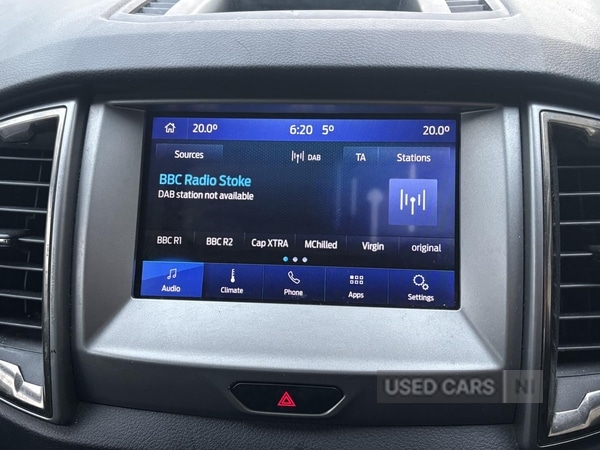 20.0° 6:20 5° 20.0°
Sources DAB TA Stations
BBC Radio Stoke
DAB station not available
BBC R1 BBC R2 Cap XTRA MChilled Virgin original
Audio Climate Phone Apps Settings
USED CARS NI